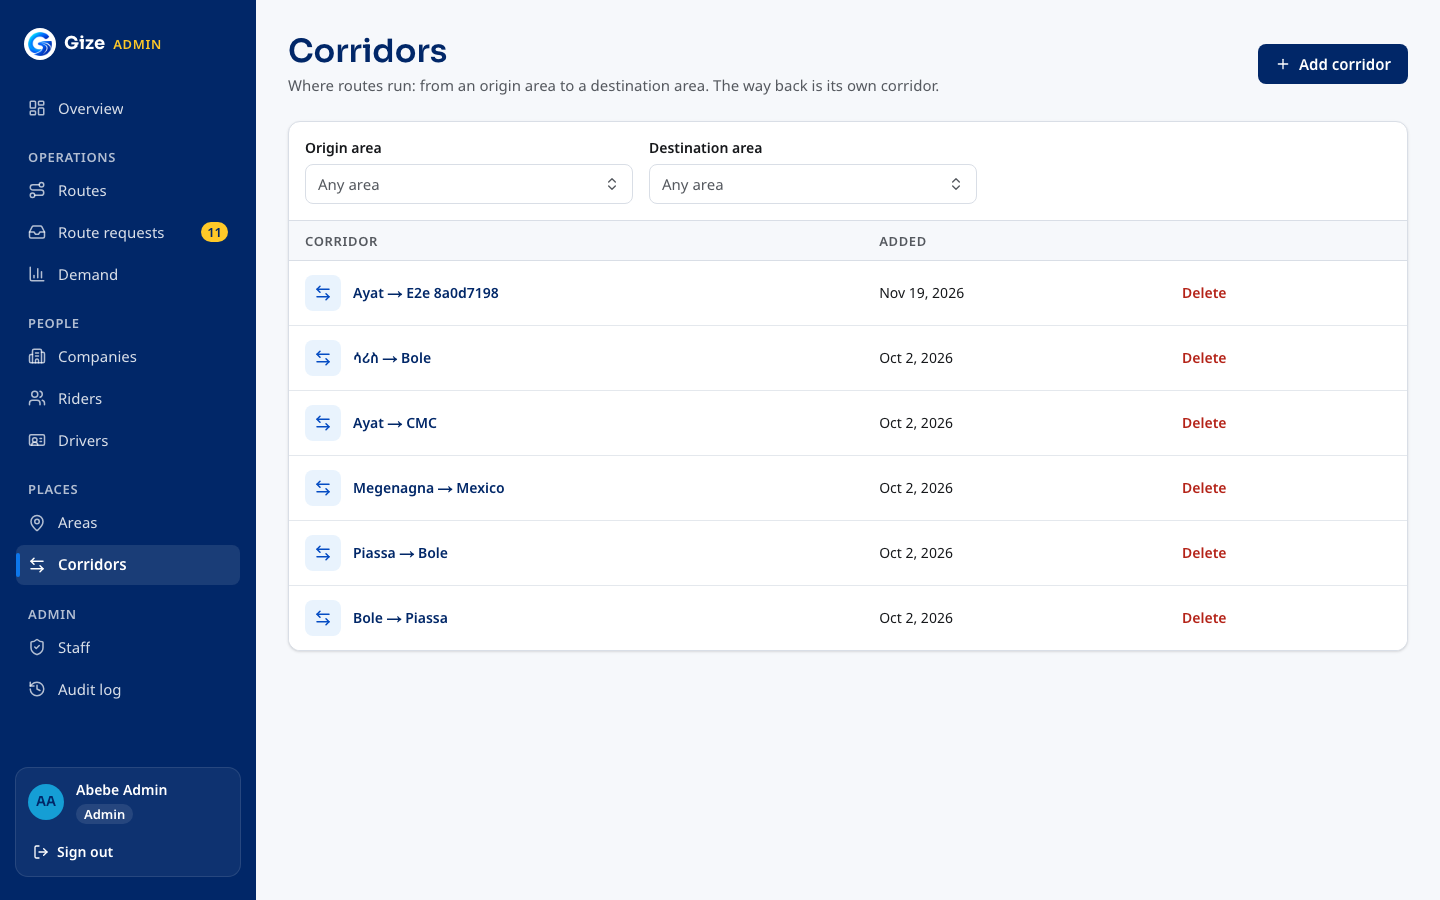 Gize ADMIN
Overview
OPERATIONS
Routes
Route requests 11
Demand
PEOPLE
Companies
Riders
Drivers
PLACES
Areas
Corridors
ADMIN
Staff
Audit log
AA Abebe Admin
Admin
Sign out
Corridors
Where routes run: from an origin area to a destination area. The way back is its own corridor.
+ Add corridor
Origin area Destination area
Any area Any area
CORRIDOR ADDED
Ayat → E2e 8a0d7198 Nov 19, 2026 Delete
ሳሪስ → Bole Oct 2, 2026 Delete
Ayat → CMC Oct 2, 2026 Delete
Megenagna → Mexico Oct 2, 2026 Delete
Piassa → Bole Oct 2, 2026 Delete
Bole → Piassa Oct 2, 2026 Delete